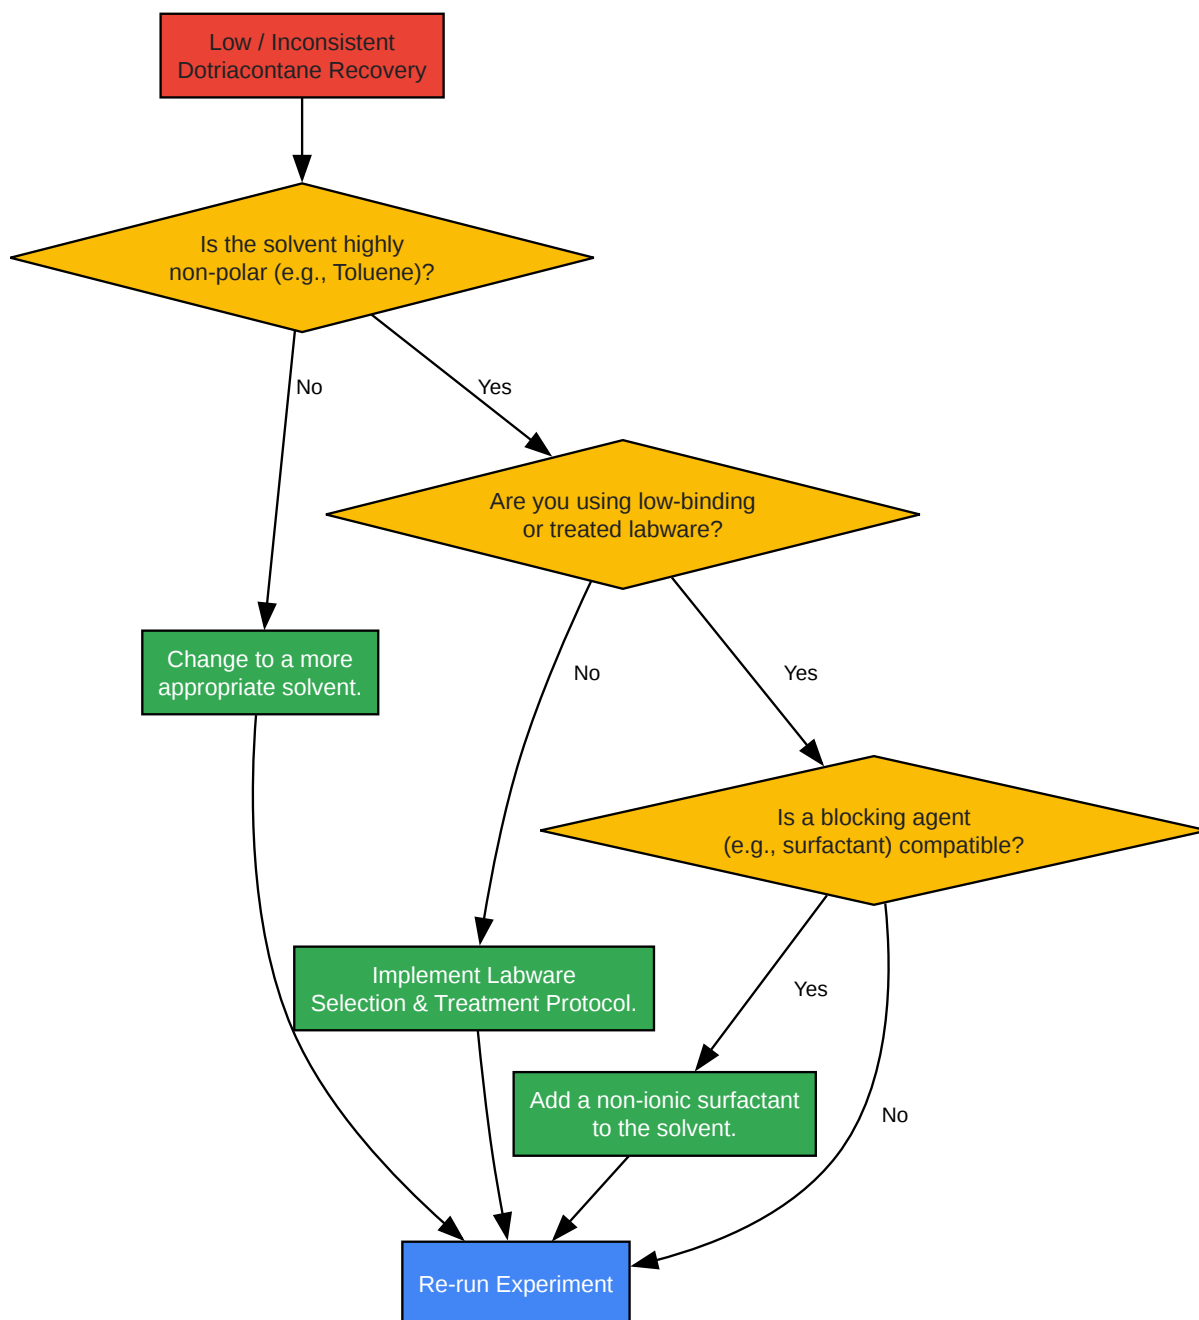 Low / Inconsistent
Dotriacontane Recovery
Is the solvent highly
non-polar (e.g., Toluene)?
No
Yes
Are you using low-binding
or treated labware?
Change to a more
appropriate solvent.
No
Yes
Is a blocking agent
(e.g., surfactant) compatible?
Implement Labware
Selection & Treatment Protocol.
Yes
Add a non-ionic surfactant
to the solvent.
No
Re-run Experiment